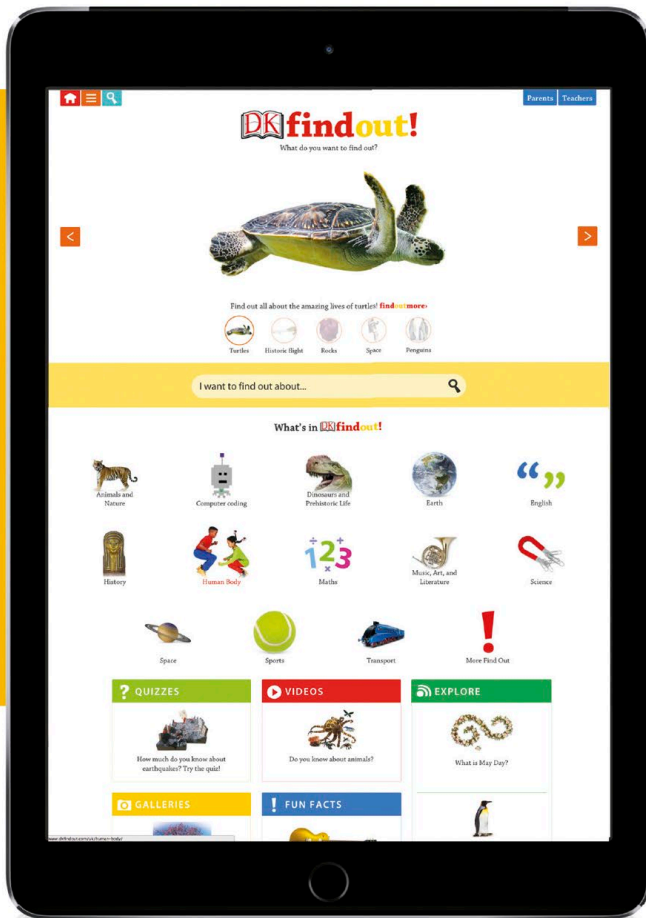 Parents Teachers
DK findout!
What do you want to find out?
<
>
Find out all about the amazing lives of turtles! findoutmore›
Turtles Historic flight Rocks Space Penguins
I want to find out about...
What's in DKfindout!
Animals and
Nature
Computer coding
Dinosaurs and
Prehistoric Life
Earth
English
History
Human Body
123
Maths
Music, Art, and
Literature
Science
Space
Sports
Transport
More Find Out
? QUIZZES
How much do you know about
earthquakes? Try the quiz!
VIDEOS
Do you know about animals?
EXPLORE
What is May Day?
GALLERIES
! FUN FACTS